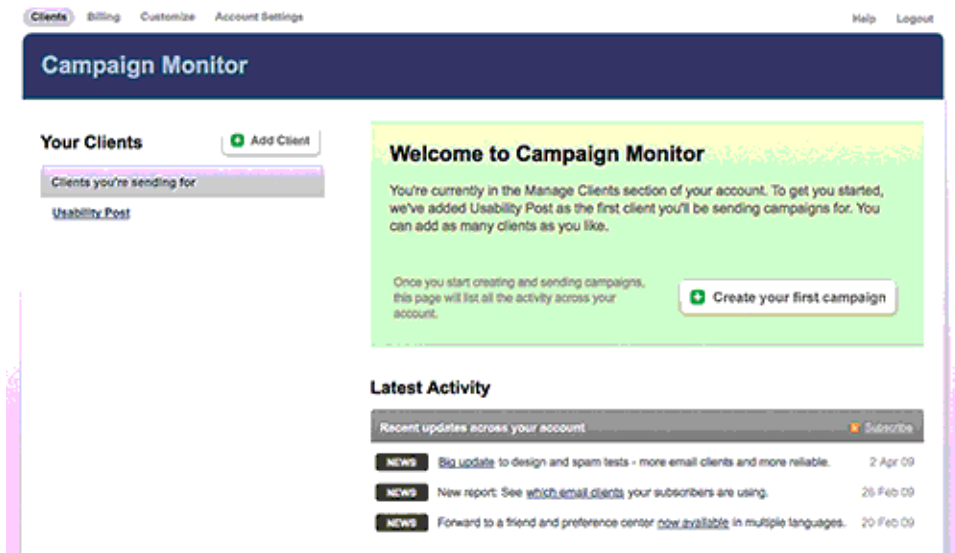 Clients Billing Customize Account Settings Help Logout
Campaign Monitor
Your Clients Add Client
Clients you're sending for
Usability Post
Welcome to Campaign Monitor
You're currently in the Manage Clients section of your account. To get you started,
we've added Usability Post as the first client you'll be sending campaigns for. You
can add as many clients as you like.
Once you start creating and sending campaigns,
this page will list all the activity across your
account.
Create your first campaign
Latest Activity
Recent updates across your account Subscribe
NEWS Big update to design and spam tests - more email clients and more reliable. 2 Apr 09
NEWS New report: See which email clients your subscribers are using. 26 Feb 09
NEWS Forward to a friend and preference center now available in multiple languages. 20 Feb 09